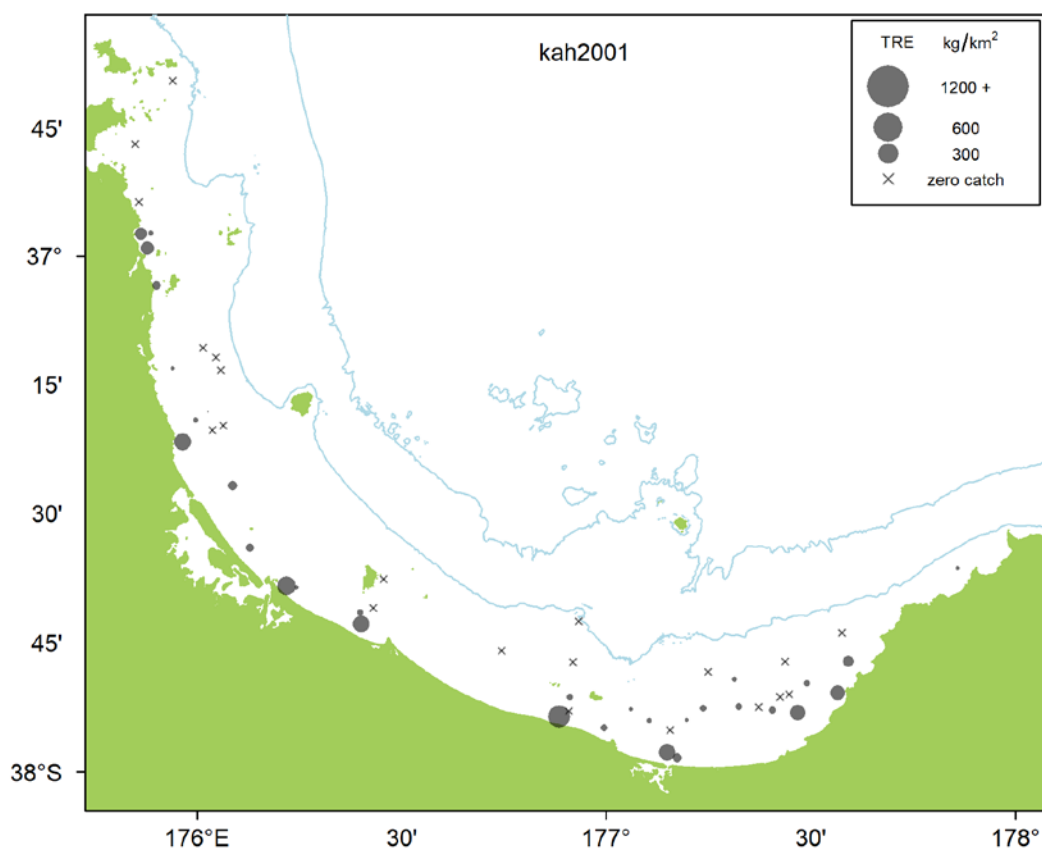 kah2001
TRE kg/km²
1200 +
600
300
zero catch
45'
37°
15'
30'
45'
38°S
176°E 30' 177° 30' 178°